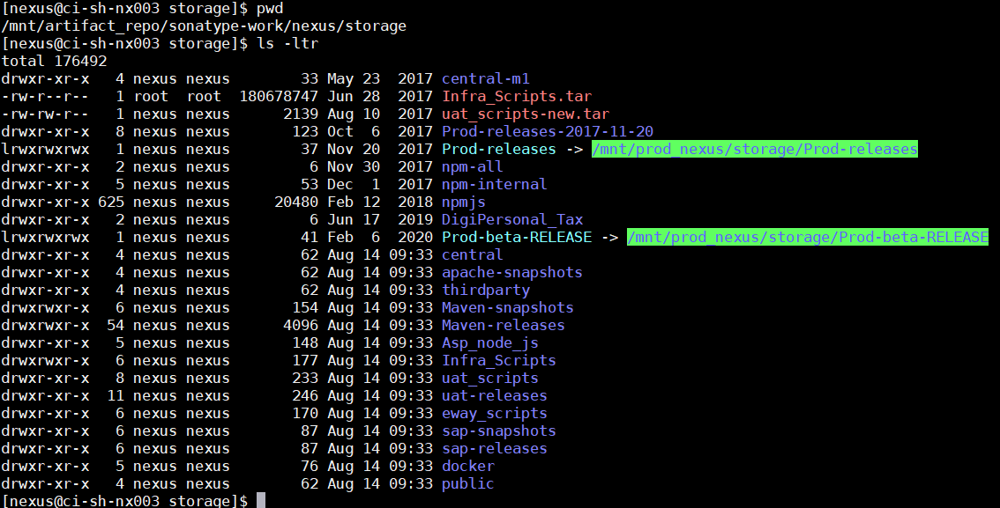 [nexus@ci-sh-nx003 storage]$ pwd
/mnt/artifact_repo/sonatype-work/nexus/storage
[nexus@ci-sh-nx003 storage]$ ls -ltr
total 176492
drwxr-xr-x   4 nexus nexus        33 May 23  2017 central-m1
-rw-r--r--   1 root  root  180678747 Jun 28  2017 Infra_Scripts.tar
-rw-rw-r--   1 nexus nexus      2139 Aug 10  2017 uat_scripts-new.tar
drwxr-xr-x   8 nexus nexus       123 Oct  6  2017 Prod-releases-2017-11-20
lrwxrwxrwx   1 nexus nexus        37 Nov 20  2017 Prod-releases -> /mnt/prod_nexus/storage/Prod-releases
drwxr-xr-x   2 nexus nexus         6 Nov 30  2017 npm-all
drwxr-xr-x   5 nexus nexus        53 Dec  1  2017 npm-internal
drwxr-xr-x 625 nexus nexus     20480 Feb 12  2018 npmjs
drwxr-xr-x   2 nexus nexus         6 Jun 17  2019 DigiPersonal_Tax
lrwxrwxrwx   1 nexus nexus        41 Feb  6  2020 Prod-beta-RELEASE -> /mnt/prod_nexus/storage/Prod-beta-RELEASE
drwxr-xr-x   4 nexus nexus        62 Aug 14 09:33 central
drwxr-xr-x   4 nexus nexus        62 Aug 14 09:33 apache-snapshots
drwxr-xr-x   4 nexus nexus        62 Aug 14 09:33 thirdparty
drwxrwxr-x   6 nexus nexus       154 Aug 14 09:33 Maven-snapshots
drwxrwxr-x  54 nexus nexus      4096 Aug 14 09:33 Maven-releases
drwxr-xr-x   5 nexus nexus       148 Aug 14 09:33 Asp_node_js
drwxrwxr-x   6 nexus nexus       177 Aug 14 09:33 Infra_Scripts
drwxr-xr-x   8 nexus nexus       233 Aug 14 09:33 uat_scripts
drwxr-xr-x  11 nexus nexus       246 Aug 14 09:33 uat-releases
drwxr-xr-x   6 nexus nexus       170 Aug 14 09:33 eway_scripts
drwxr-xr-x   6 nexus nexus        87 Aug 14 09:33 sap-snapshots
drwxr-xr-x   6 nexus nexus        87 Aug 14 09:33 sap-releases
drwxr-xr-x   5 nexus nexus        76 Aug 14 09:33 docker
drwxr-xr-x   4 nexus nexus        62 Aug 14 09:33 public
[nexus@ci-sh-nx003 storage]$